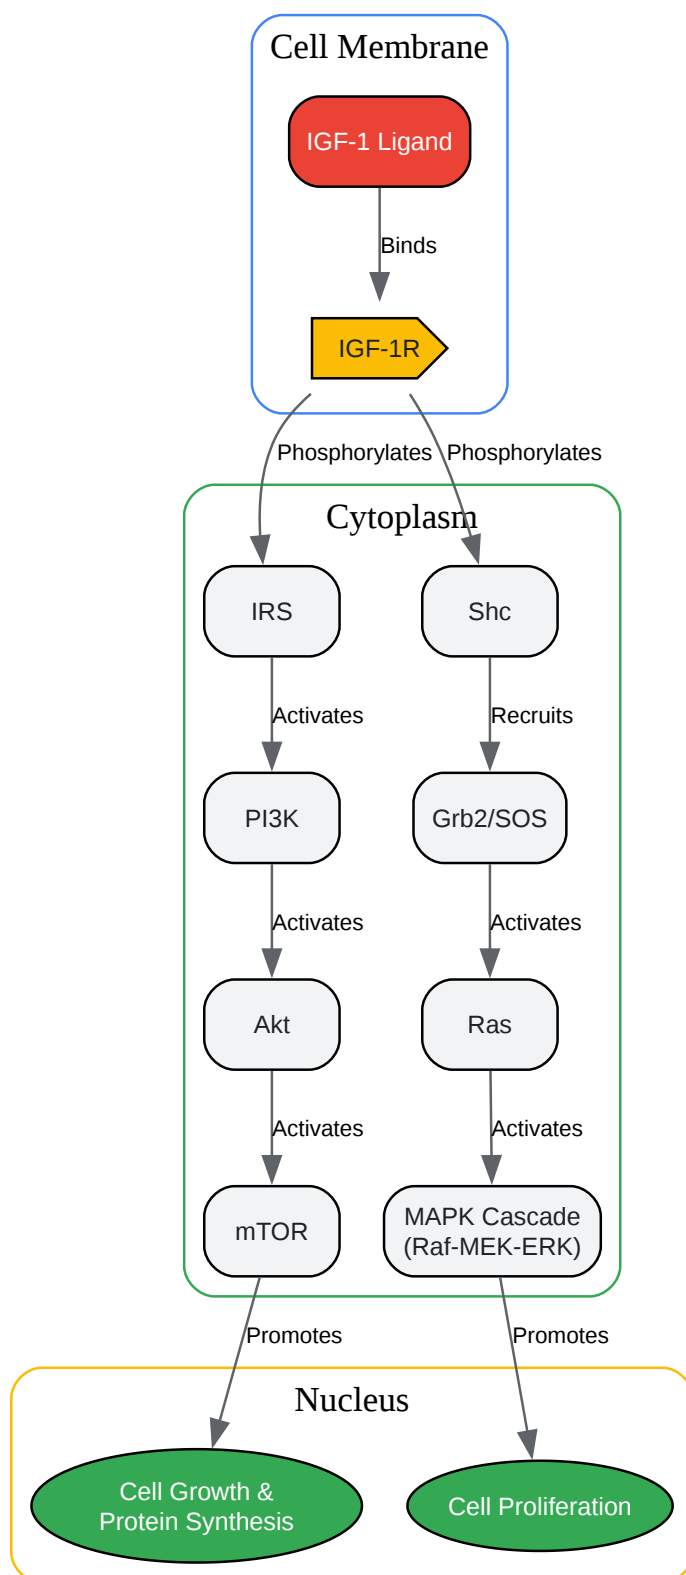 Cell Membrane
IGF-1 Ligand
Binds
IGF-1R
Phosphorylates
Phosphorylates
Cytoplasm
IRS
Shc
Activates
Recruits
PI3K
Grb2/SOS
Activates
Activates
Akt
Ras
Activates
Activates
mTOR
MAPK Cascade
(Raf-MEK-ERK)
Promotes
Promotes
Nucleus
Cell Growth &
Protein Synthesis
Cell Proliferation